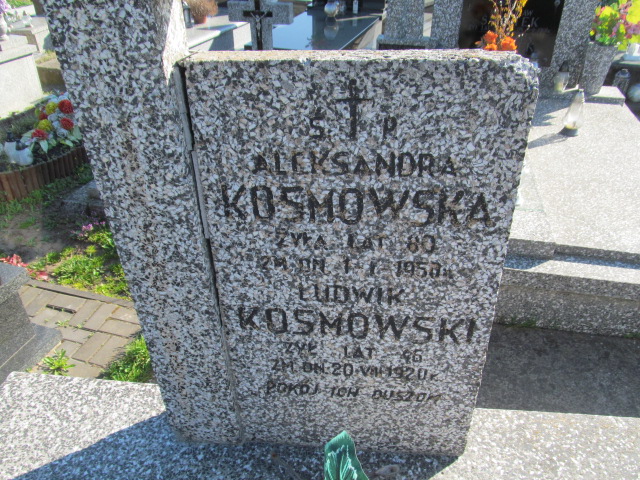 Ś P
ALEKSANDRA
KOSMOWSKA
ŻYŁA LAT 80
ZM. DN. 1·I·1950 r.
LUDWIK
KOSMOWSKI
ŻYŁ LAT 46
ZM. DN. 20·VII·1920 r.
POKÓJ ICH DUSZOM